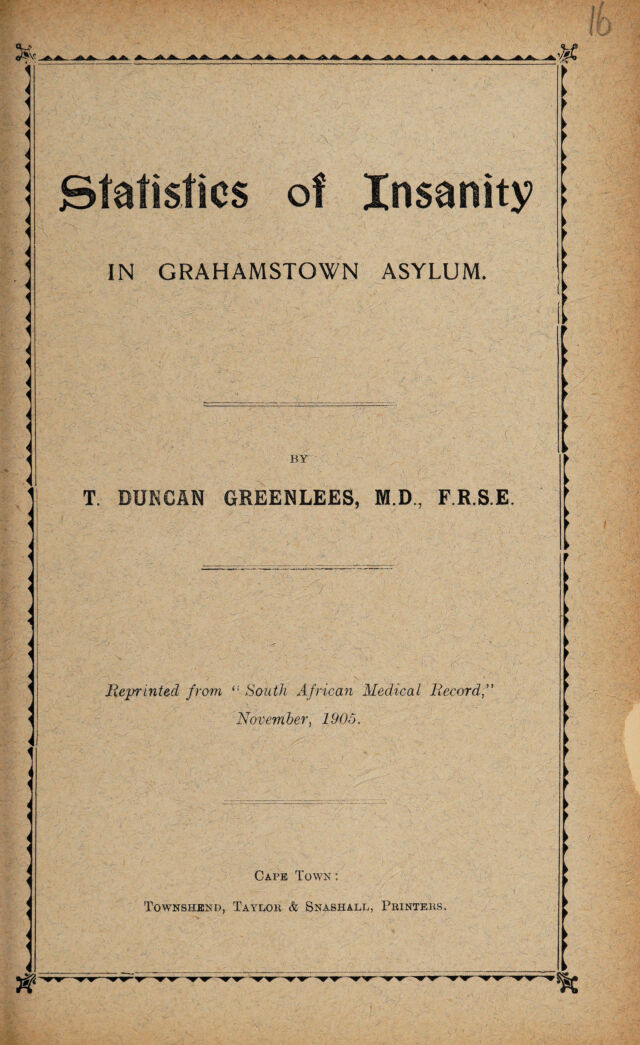 16
Statistics of Insanity
IN GRAHAMSTOWN ASYLUM.
BY
T. DUNCAN GREENLEES, M.D., F.R.S.E.
Reprinted from "South African Medical Record,"
November, 1905.
CAPE TOWN:
TOWNSHEND, TAYLOR & SNASHALL, PRINTERS.